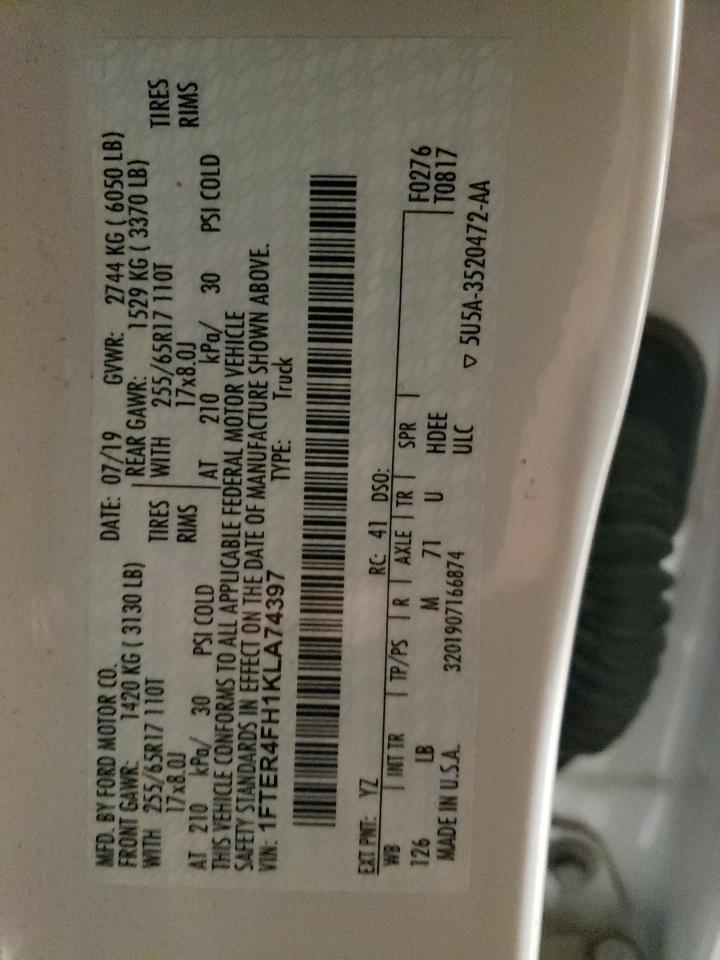 MFD. BY FORD MOTOR CO.
DATE: 07/19 GVWR: 2744 KG ( 6050 LB)
FRONT GAWR: 1420 KG ( 3130 LB)
REAR GAWR: 1529 KG ( 3370 LB)
WITH 255/65R17 110T TIRES
WITH 255/65R17 110T TIRES
17x8.0J RIMS
17x8.0J RIMS
AT 210 kPa/ 30 PSI COLD
AT 210 kPa/ 30 PSI COLD
THIS VEHICLE CONFORMS TO ALL APPLICABLE FEDERAL MOTOR VEHICLE
SAFETY STANDARDS IN EFFECT ON THE DATE OF MANUFACTURE SHOWN ABOVE.
VIN: 1FTER4FH1KLA74397 TYPE: Truck
EXT PNT: YZ RC: 41 DSO:
WB INT TR TP/PS R AXLE TR SPR F0276
126 LB M 71 U HDEE T0817
MADE IN U.S.A. 3201907166874 ULC
▽ 5U5A-3520472-AA